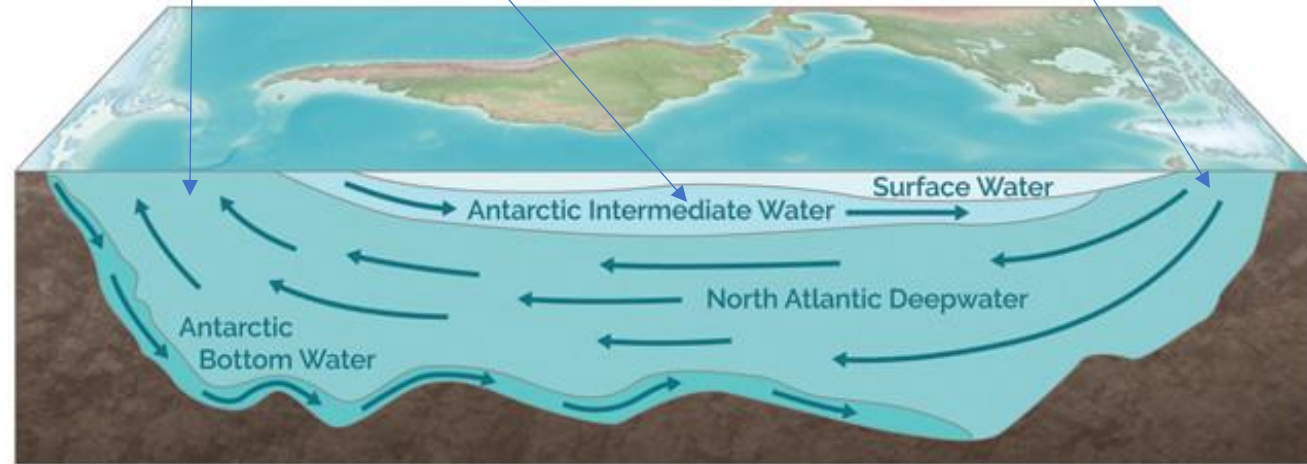 Surface Water
Antarctic Intermediate Water
North Atlantic Deepwater
Antarctic
Bottom Water